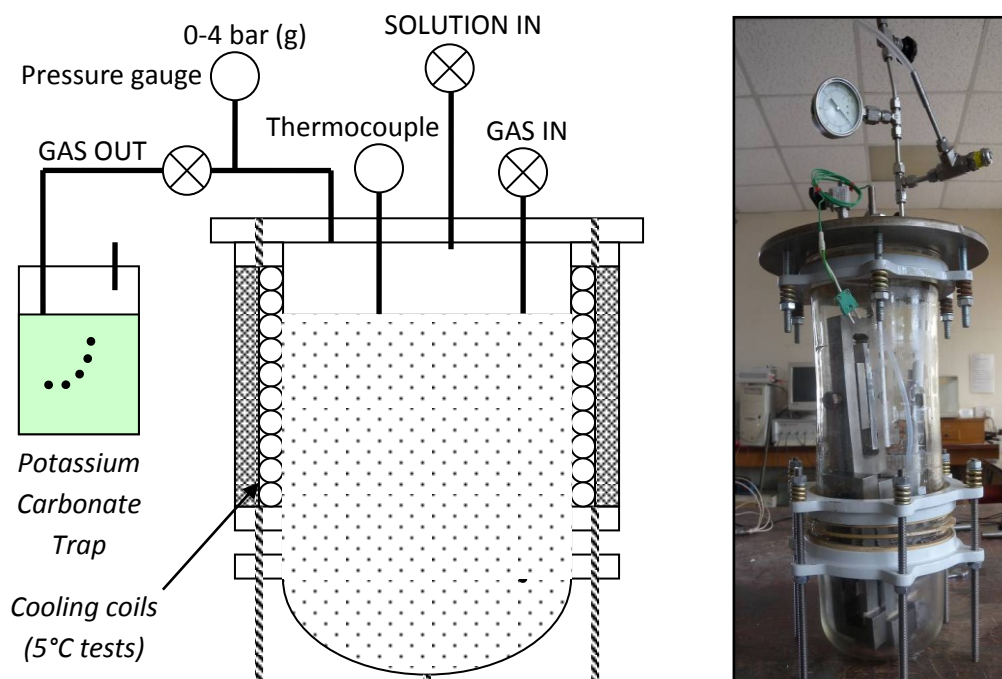 0-4 bar (g)
Pressure gauge
SOLUTION IN
Thermocouple
GAS IN
GAS OUT
Potassium
Carbonate
Trap
Cooling coils
(5°C tests)